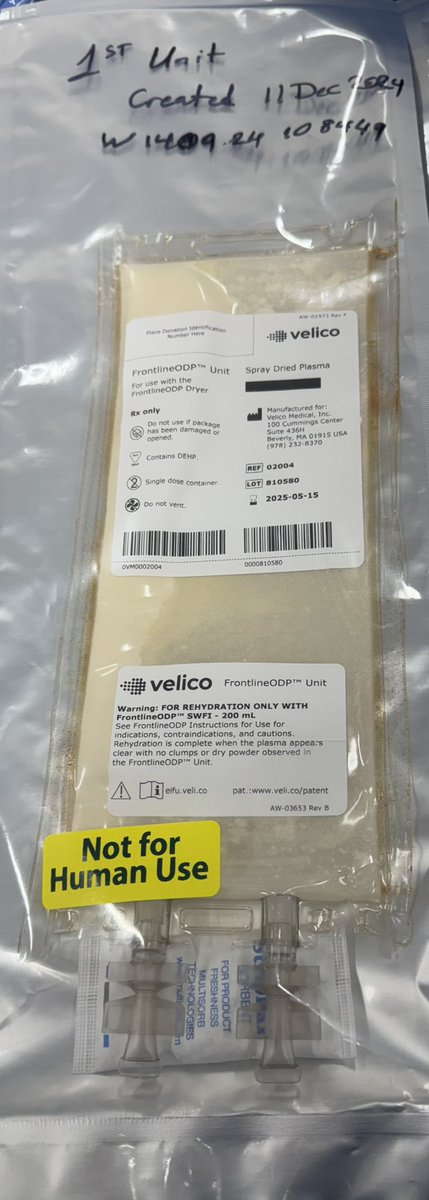 1ST Unit
Created 11 Dec 2024
W1409.24 108449
AW-01973 Rev F
Place Donation Identification
Number Here
velico
FrontlineODP™ Unit
For use with the
FrontlineODP Dryer
Rx only
Do not use if package
has been damaged or
opened.
Contains DEHP.
Single dose container.
Do not vent.
Spray Dried Plasma
Manufactured for:
Velico Medical, Inc.
100 Cummings Center
Suite 436H
Beverly, MA 01915 USA
(978) 232-8370
REF 02004
LOT 810580
2025-05-15
0VM0002004
0000810580
velico FrontlineODP™ Unit
Warning: FOR REHYDRATION ONLY WITH
FrontlineODP™ SWFI - 200 mL
See FrontlineODP Instructions for Use for
indications, contraindications, and cautions.
Rehydration is complete when the plasma appears
clear with no clumps or dry powder observed in
the FrontlineODP™ Unit.
eifu.veli.co
pat.:www.veli.co/patent
AW-03653 Rev B
Not for
Human Use
FOR PRODUCT
FRESHNESS
MULTISORB
TECHNOLOGIES